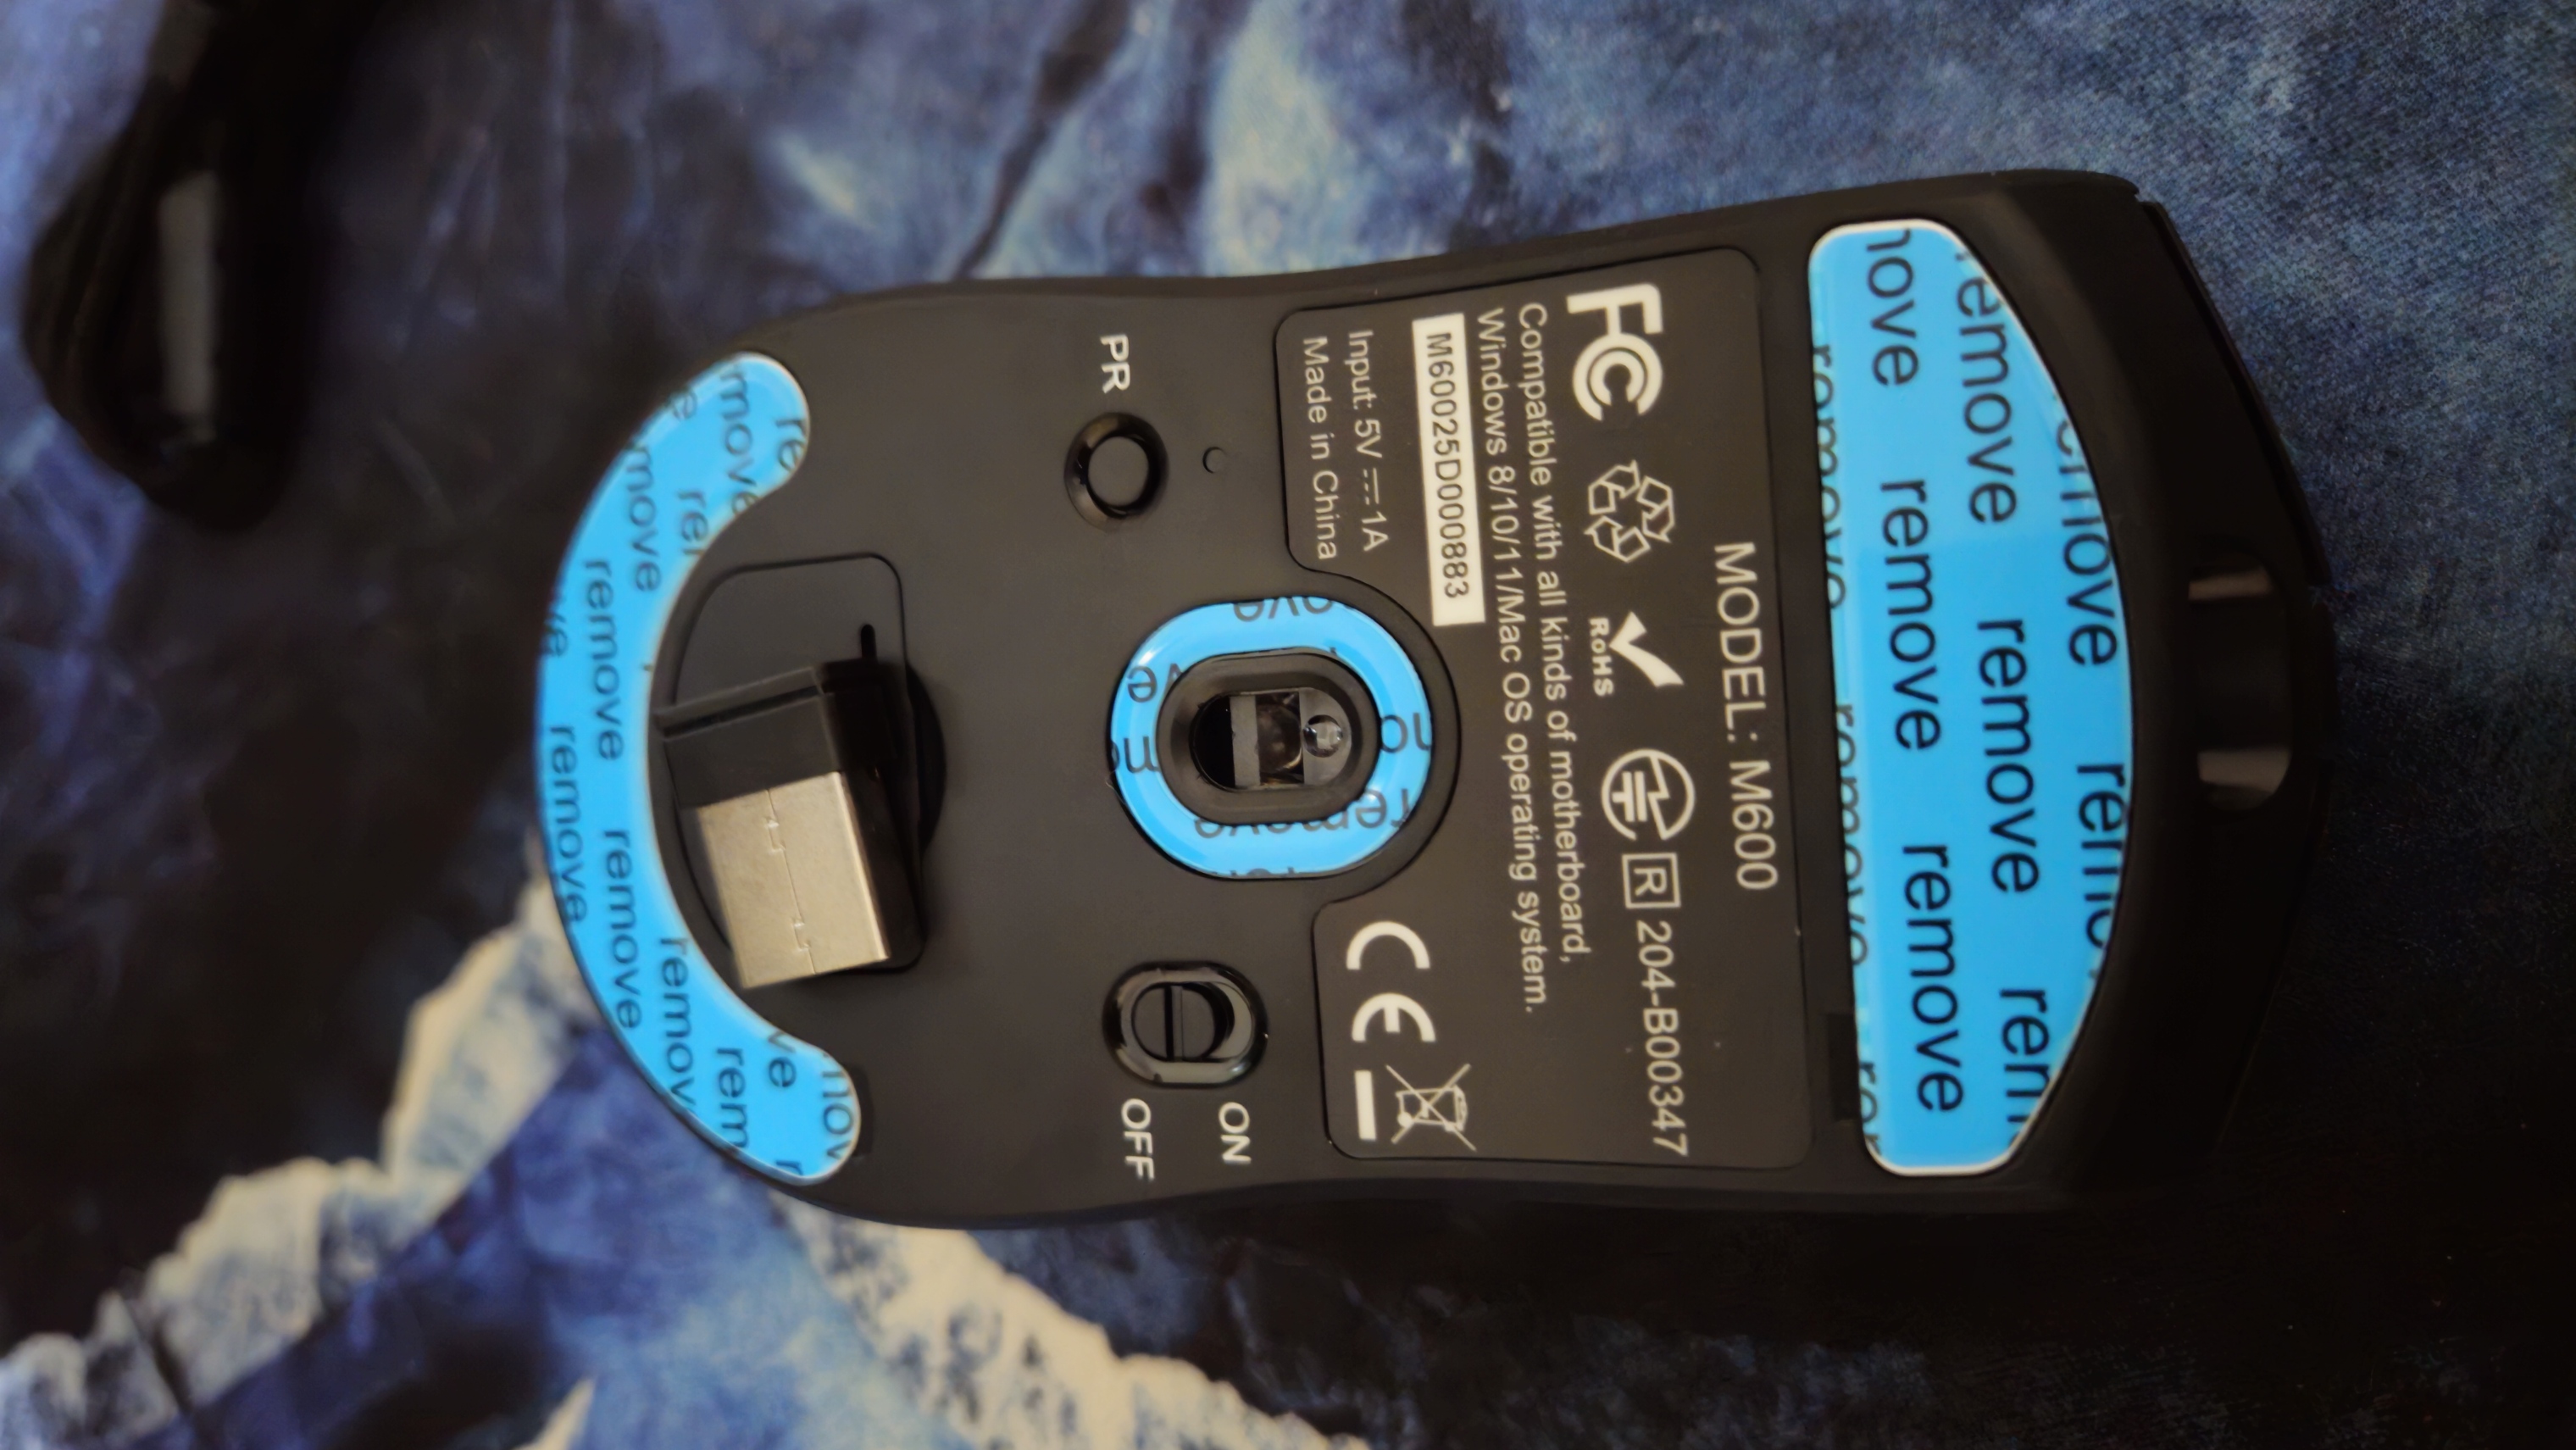 remove remove remove
remove remove
remove remove
MODEL: M600
FC RoHS R 204-B00347
Compatible with all kinds of motherboard,
Windows 8/10/11/Mac OS operating system.
M60025D000883
Input: 5V⎓1A
Made in China
CE
remove
ON
OFF
PR
remove
remove remove
remove